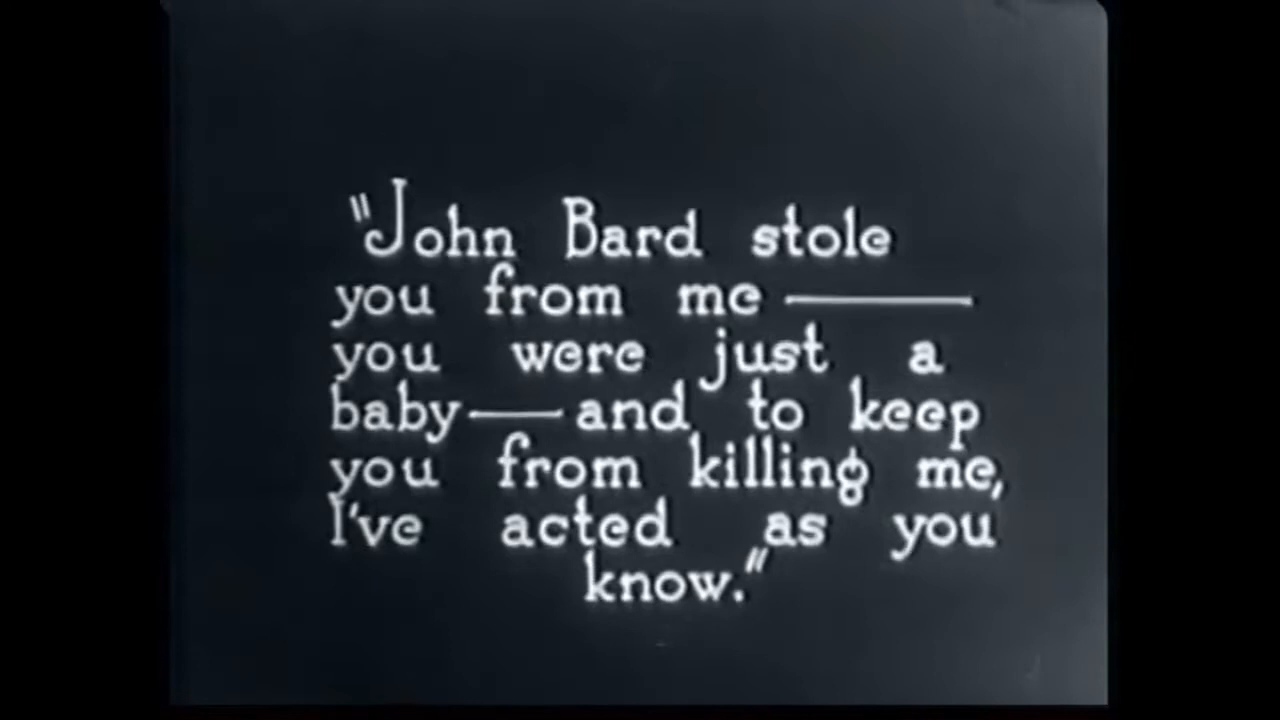 "John Bard stole
you from me ——
you were just a
baby — and to keep
you from killing me,
I've acted as you
know."